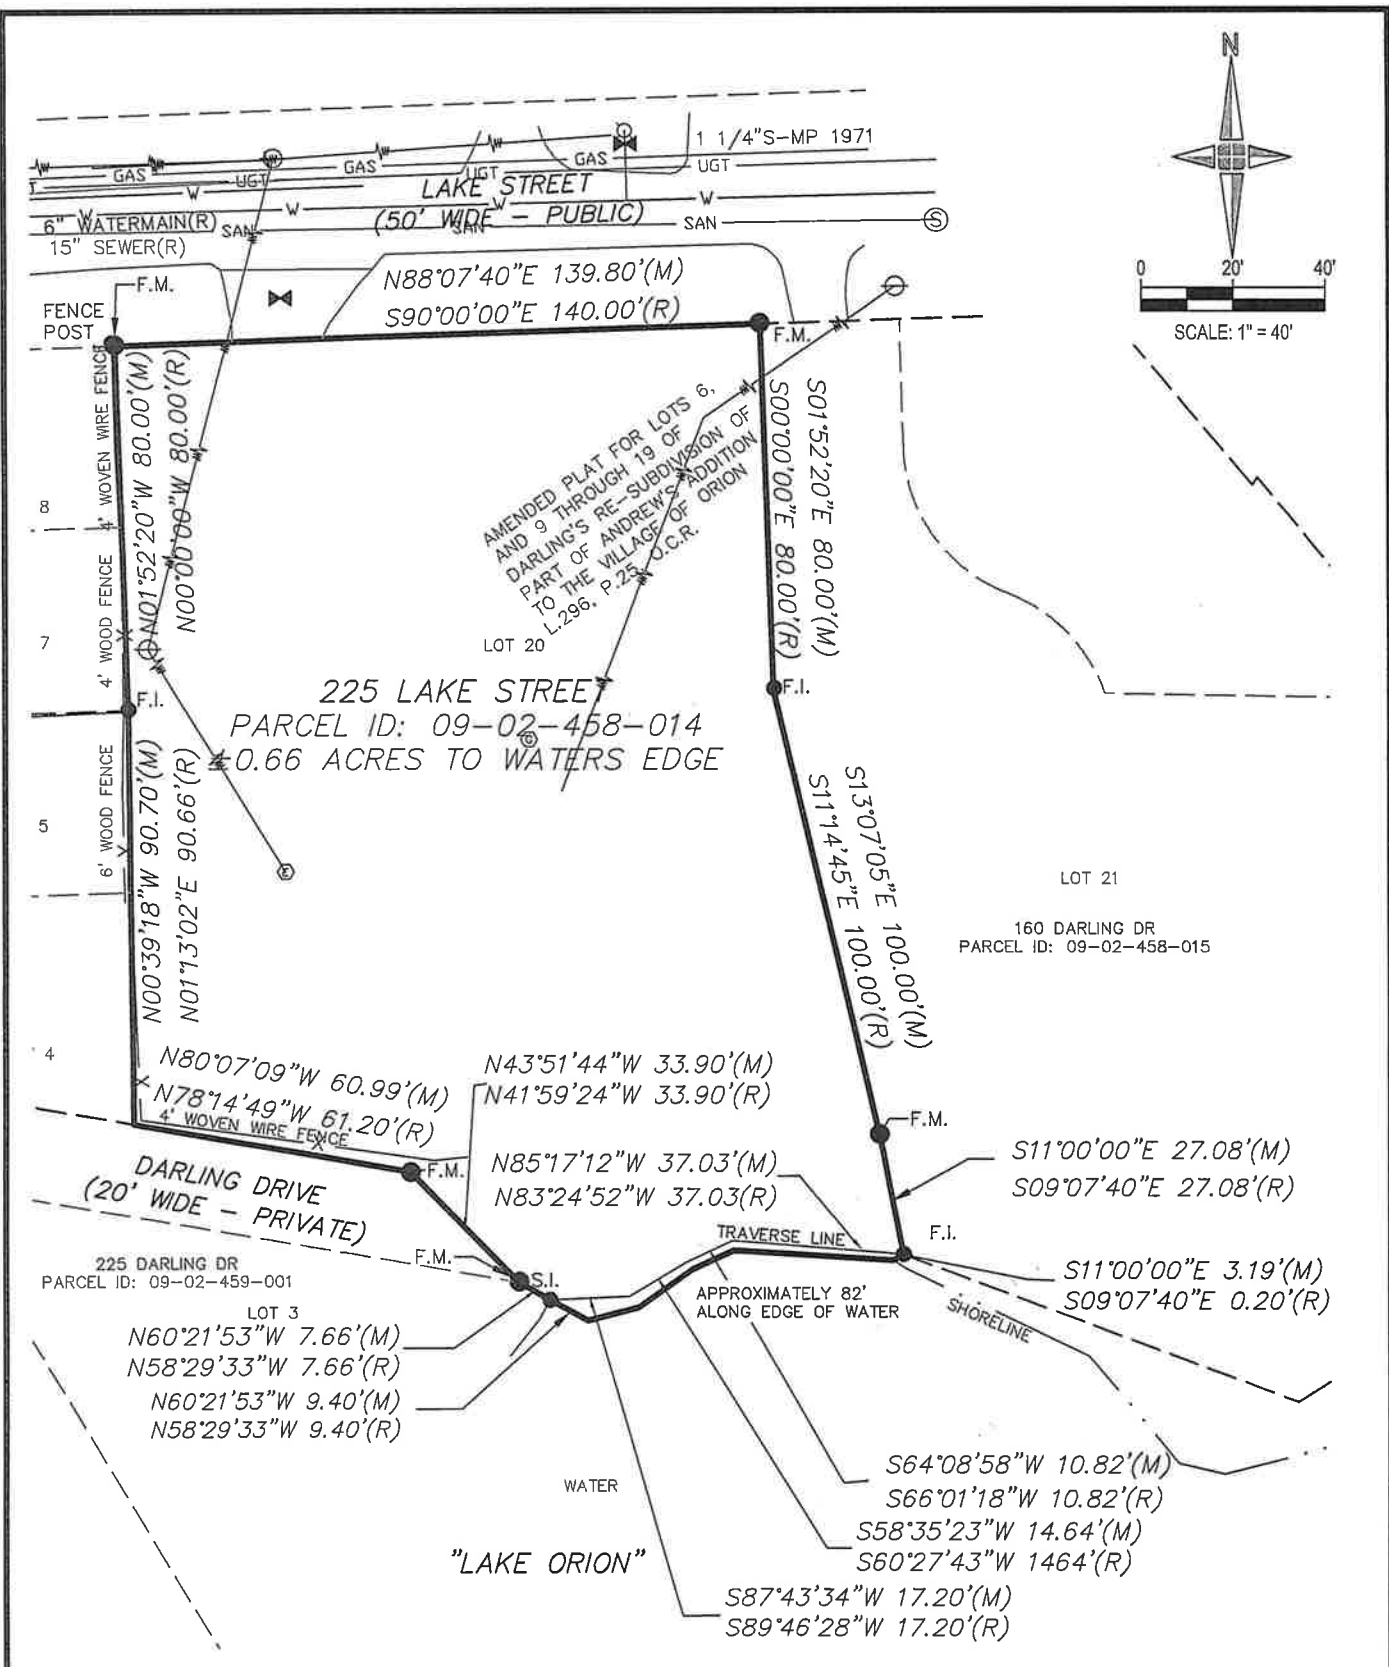 N
0 20' 40'
SCALE: 1" = 40'
1 1/4"S-MP 1971
GAS GAS GAS
UGT UGT UGT
LAKE STREET
(50' WIDE - PUBLIC)
W W W W W
6" WATERMAIN(R)
15" SEWER(R)
SAN SAN SAN
S
F.M.
FENCE
POST
N88°07'40"E 139.80'(M)
S90°00'00"E 140.00'(R)
F.M.
4' WOVEN WIRE FENCE
N01°52'20"W 80.00'(M)
N00°00'00"W 80.00'(R)
AMENDED PLAT FOR LOTS 6,
AND 9 THROUGH 19 OF
DARLING'S RE-SUBDIVISION OF
PART OF ANDREW'S ADDITION
TO THE VILLAGE OF ORION
L.296, P.25, O.C.R.
S01°52'20"E 80.00'(M)
S00°00'00"E 80.00'(R)
8
7
4' WOOD FENCE
LOT 20
F.I.
F.I.
225 LAKE STREET
PARCEL ID: 09-02-458-014
±0.66 ACRES TO WATERS EDGE
G
E
5
6' WOOD FENCE
N00°39'18"W 90.70'(M)
N01°13'02"E 90.66'(R)
S13°07'05"E 100.00'(M)
S11°14'45"E 100.00'(R)
LOT 21
160 DARLING DR
PARCEL ID: 09-02-458-015
4
N80°07'09"W 60.99'(M)
N78°14'49"W 61.20'(R)
4' WOVEN WIRE FENCE
N43°51'44"W 33.90'(M)
N41°59'24"W 33.90'(R)
F.M.
F.M.
N85°17'12"W 37.03'(M)
N83°24'52"W 37.03(R)
S11°00'00"E 27.08'(M)
S09°07'40"E 27.08'(R)
DARLING DRIVE
(20' WIDE - PRIVATE)
TRAVERSE LINE
F.I.
F.M.
S.I.
225 DARLING DR
PARCEL ID: 09-02-459-001
LOT 3
APPROXIMATELY 82'
ALONG EDGE OF WATER
S11°00'00"E 3.19'(M)
S09°07'40"E 0.20'(R)
SHORELINE
N60°21'53"W 7.66'(M)
N58°29'33"W 7.66'(R)
N60°21'53"W 9.40'(M)
N58°29'33"W 9.40'(R)
WATER
S64°08'58"W 10.82'(M)
S66°01'18"W 10.82'(R)
S58°35'23"W 14.64'(M)
S60°27'43"W 1464'(R)
"LAKE ORION"
S87°43'34"W 17.20'(M)
S89°46'28"W 17.20'(R)